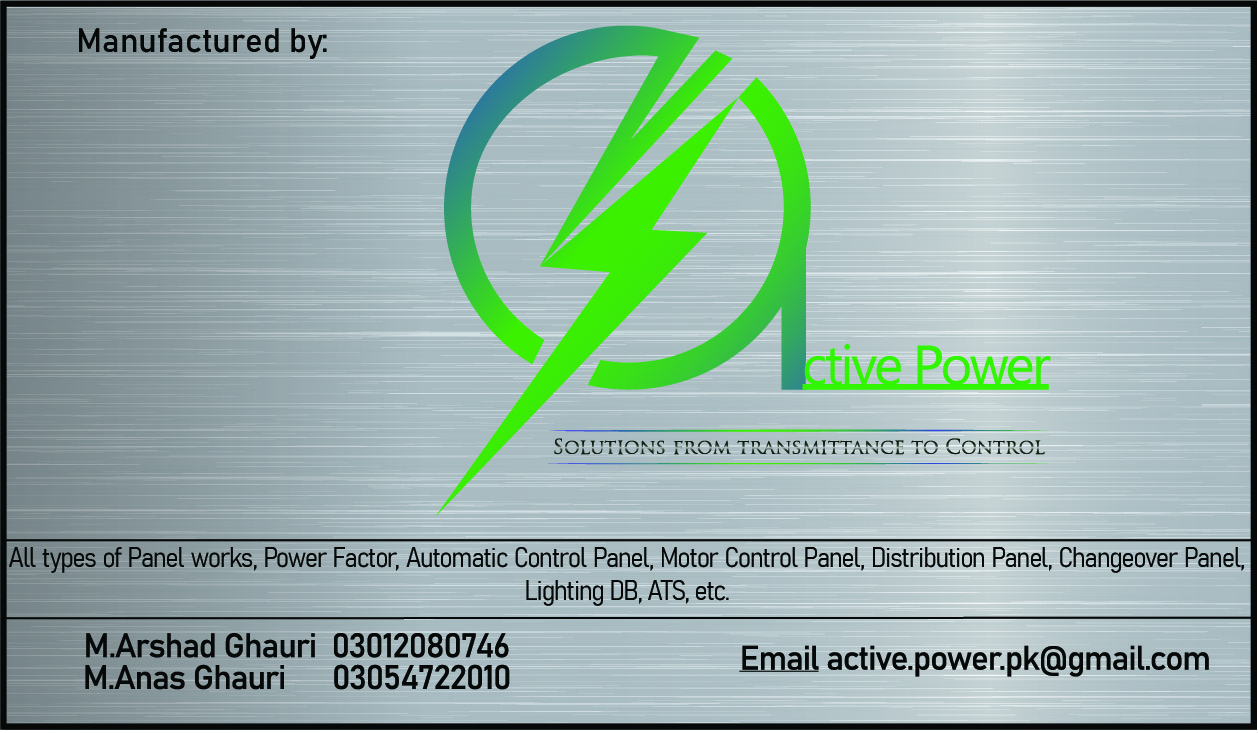 Manufactured by:
active Power
Solutions from transmittance to Control
All types of Panel works, Power Factor, Automatic Control Panel, Motor Control Panel, Distribution Panel, Changeover Panel,
Lighting DB, ATS, etc.
M.Arshad Ghauri 03012080746
M.Anas Ghauri 03054722010
Email active.power.pk@gmail.com